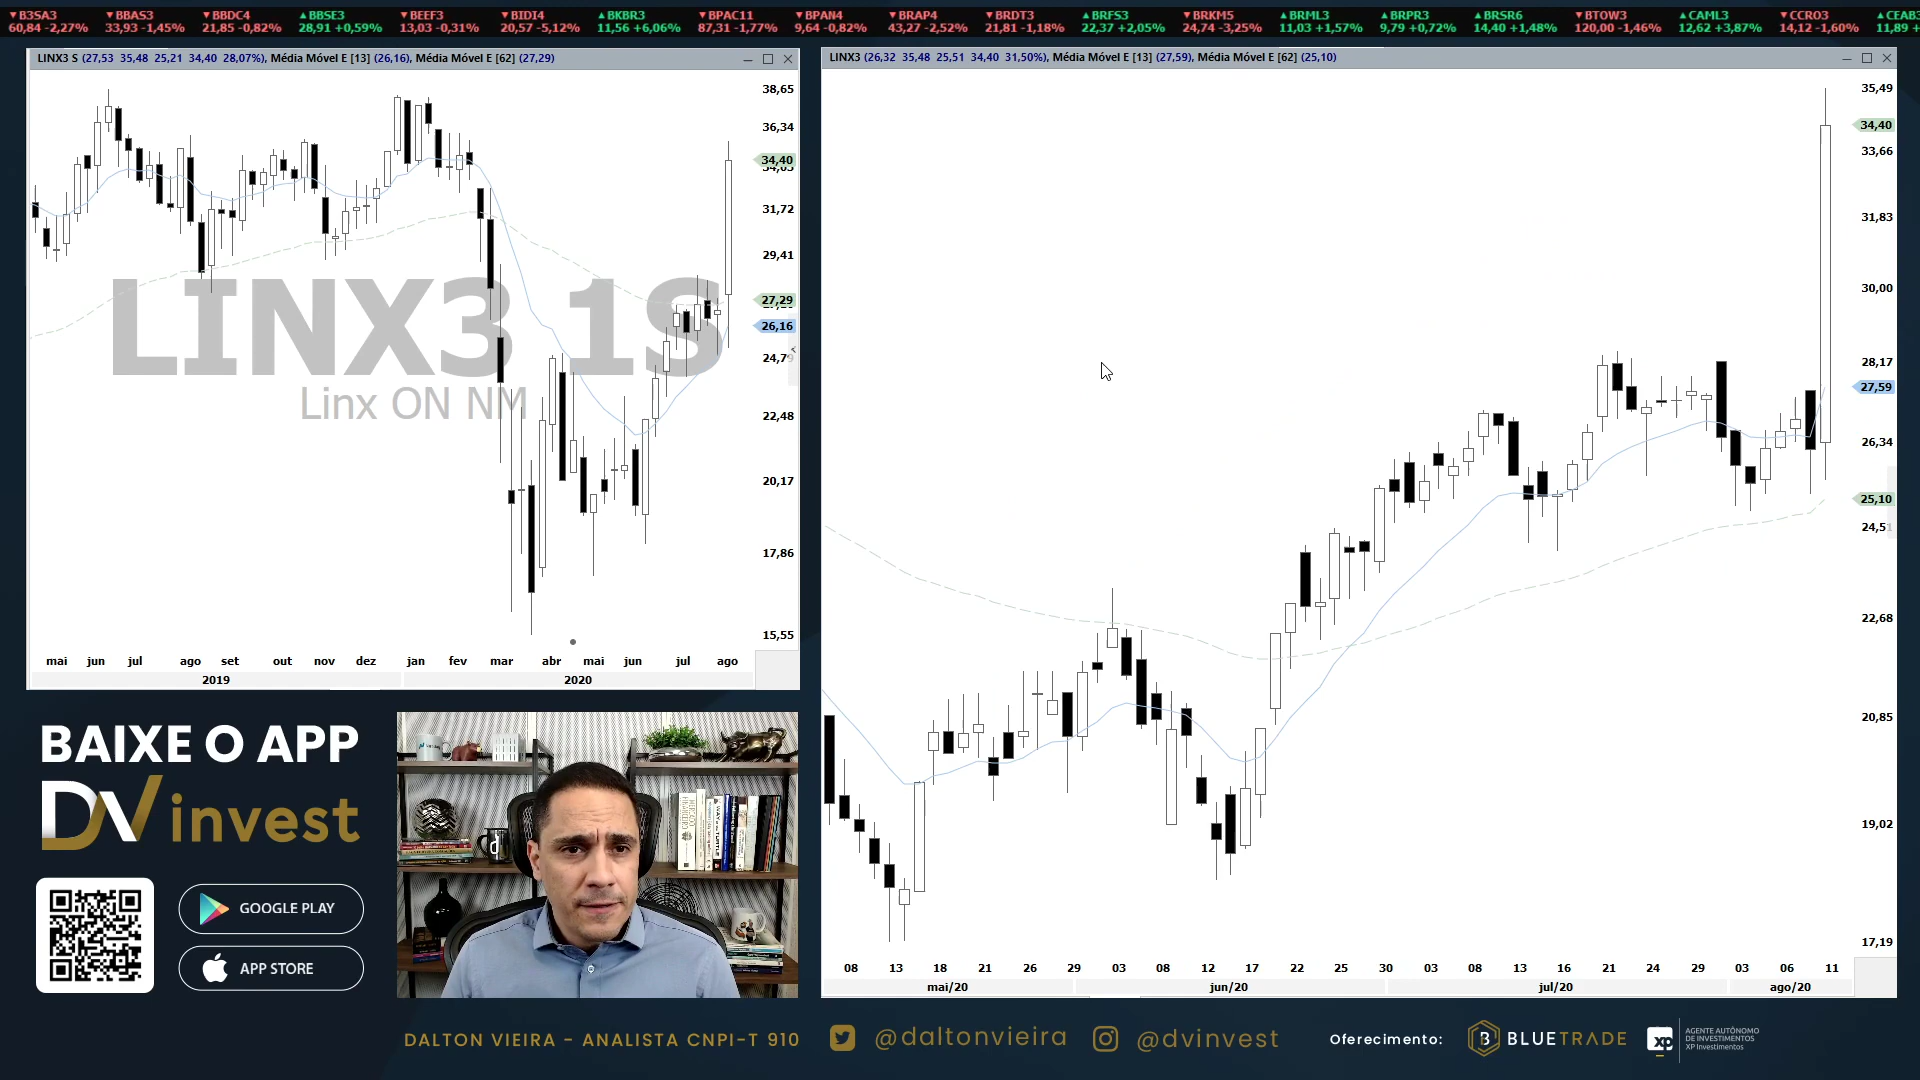 ▼B3SA3 ▼BBAS3 ▼BBDC4 ▲BBSE3 ▼BEEF3 ▼BIDI4 ▲BKBR3 ▼BPAC11 ▼BPAN4 ▼BRAP4 ▼BRDT3 ▲BRFS3 ▼BRKM5 ▲BRML3 ▲BRPR3 ▲BRSR6 ▼BTOW3 ▲CAML3 ▼CCRO3
60,84 -2,27% 33,93 -1,45% 21,85 -0,82% 28,91 +0,59% 13,03 -0,31% 20,57 -5,12% 11,56 +6,06% 87,31 -1,77% 9,64 -0,82% 43,27 -2,52% 21,81 -1,18% 22,37 +2,05% 24,74 -3,25% 11,03 +1,57% 9,79 +0,72% 14,40 +1,48% 120,00 -1,46% 12,62 +3,87% 14,12 -1,60% 11,89
LINX3 S (27,53 35,48 25,21 34,40 28,07%), Média Móvel E [13] (26,16), Média Móvel E [62] (27,29)
38,65
36,34
34,40
31,72
29,41
27,29
26,16
24,79
22,48
20,17
17,86
15,55
LINX3 1S
Linx ON NM
mai jun jul ago set out nov dez jan fev mar abr mai jun jul ago
2019 2020
LINX3 (26,32 35,48 25,51 34,40 31,50%), Média Móvel E [13] (27,59), Média Móvel E [62] (25,10)
35,49
34,40
33,66
31,83
30,00
28,17
27,59
26,34
25,10
24,51
22,68
20,85
19,02
17,19
08 13 18 21 26 29 03 08 12 17 22 25 30 03 08 13 16 21 24 29 03 06 11
mai/20 jun/20 jul/20 ago/20
BAIXE O APP
DV invest
GOOGLE PLAY
APP STORE
DALTON VIEIRA - ANALISTA CNPI-T 910
@daltonvieira
@dvinvest
Oferecimento:
BLUETRADE
xp
AGENTE AUTÔNOMO
DE INVESTIMENTOS
XP Investimentos